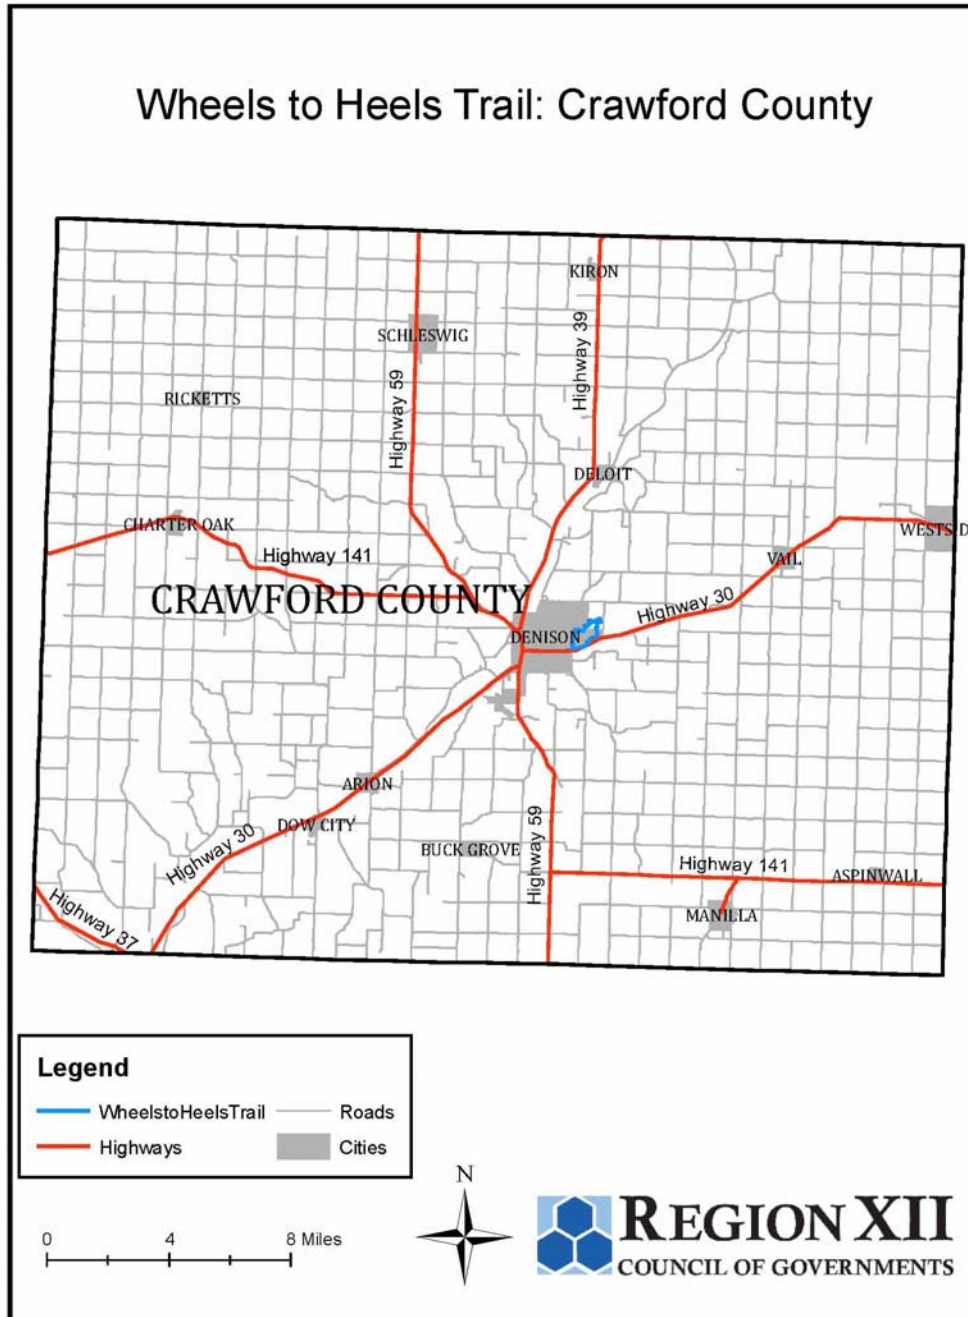 Wheels to Heels Trail: Crawford County
KIRON
SCHLESWIG
Highway 39
Highway 59
RICKETTS
DELOIT
CHARTER OAK
WESTS D
Highway 141
VAIL
CRAWFORD COUNTY
Highway 30
DENISON
ARION
DOW CITY
Highway 30
BUCK GROVE
Highway 59
Highway 141
ASPINWALL
MANILLA
Highway 37
Legend
WheelstoHeelsTrail
Roads
Highways
Cities
N
0 4 8 Miles
REGION XII
COUNCIL OF GOVERNMENTS